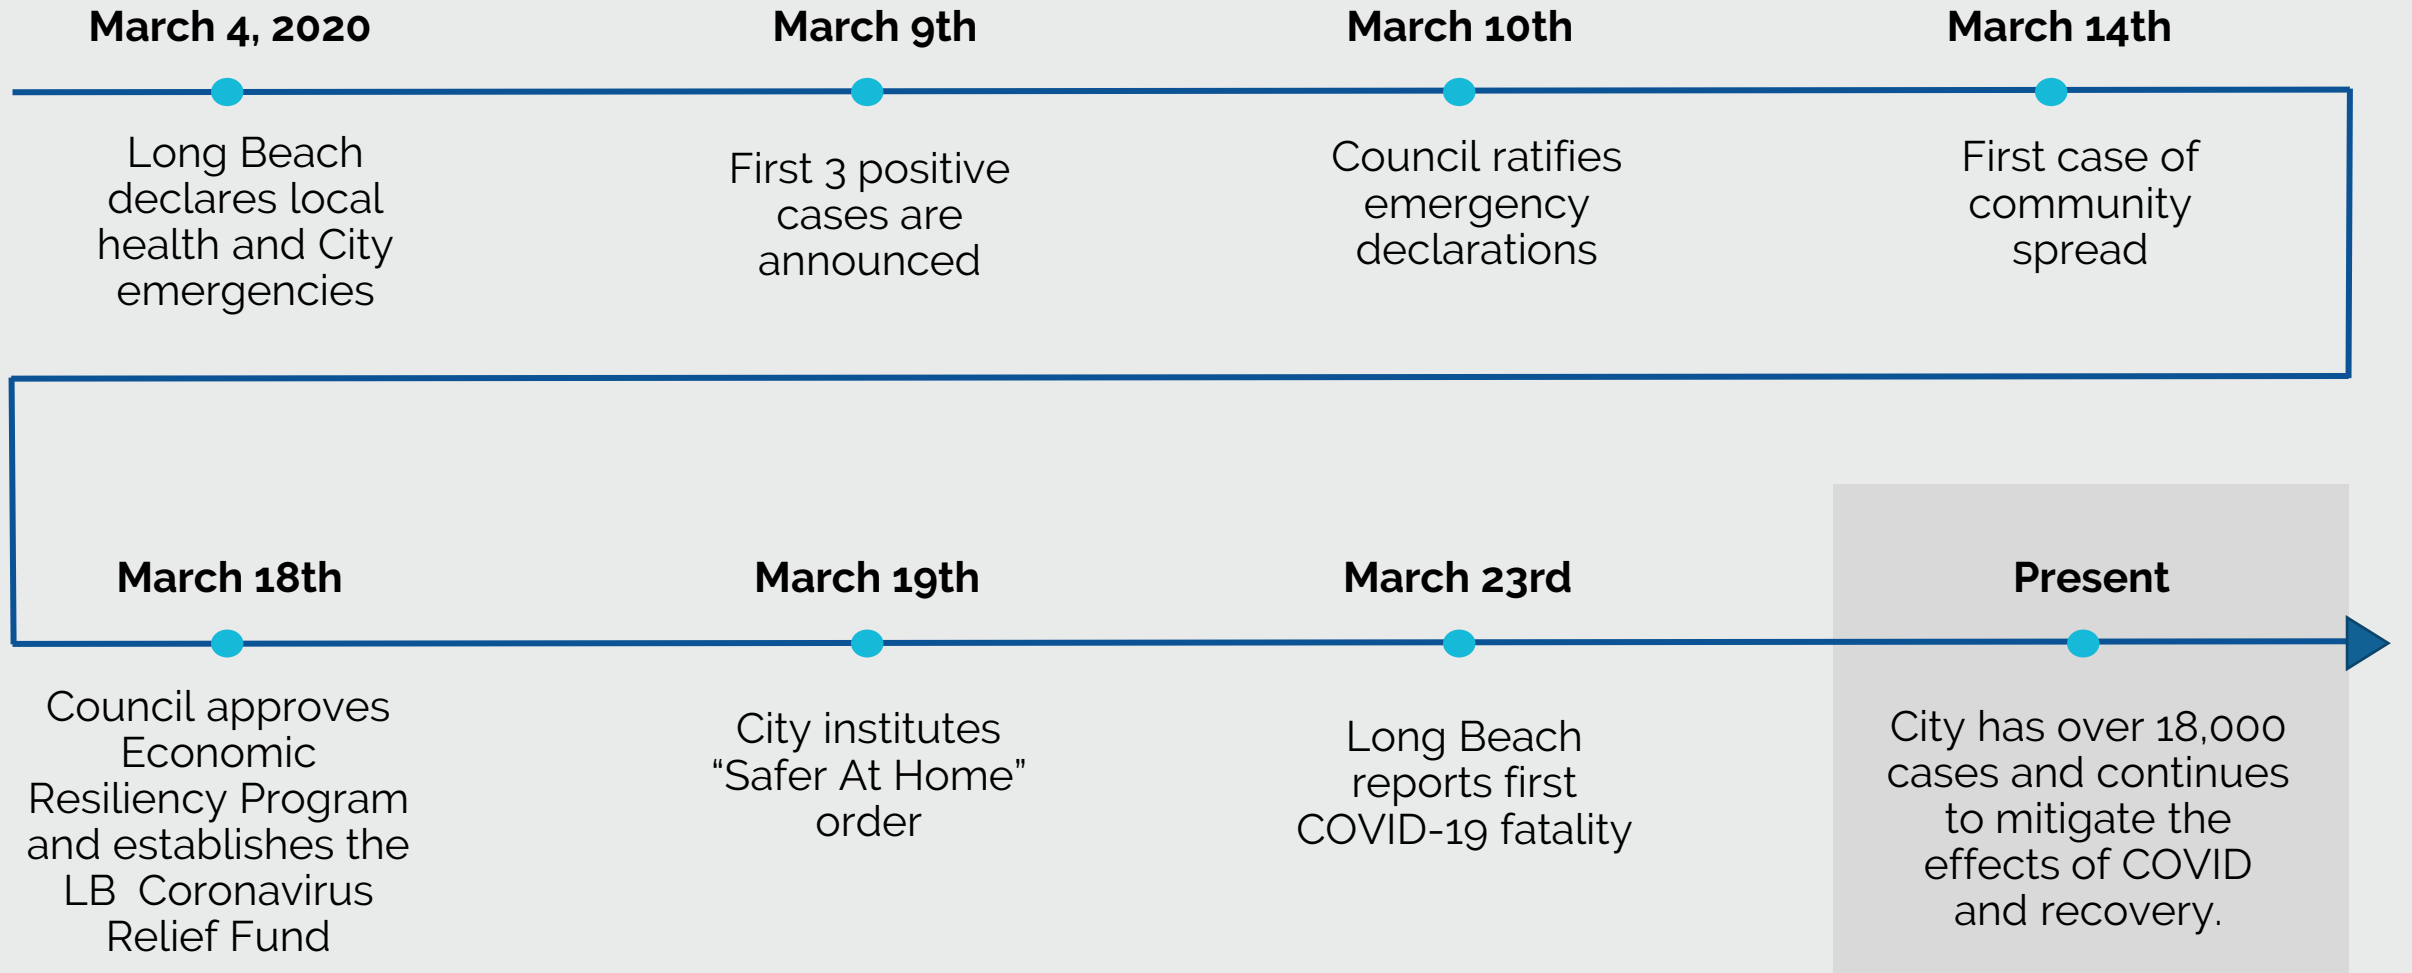 March 4, 2020
Long Beach
declares local
health and City
emergencies
March 9th
First 3 positive
cases are
announced
March 10th
Council ratifies
emergency
declarations
March 14th
First case of
community
spread
March 18th
Council approves
Economic
Resiliency Program
and establishes the
LB  Coronavirus
Relief Fund
March 19th
City institutes
“Safer At Home”
order
March 23rd
Long Beach
reports first
COVID-19 fatality
Present
City has over 18,000
cases and continues
to mitigate the
effects of COVID
and recovery.